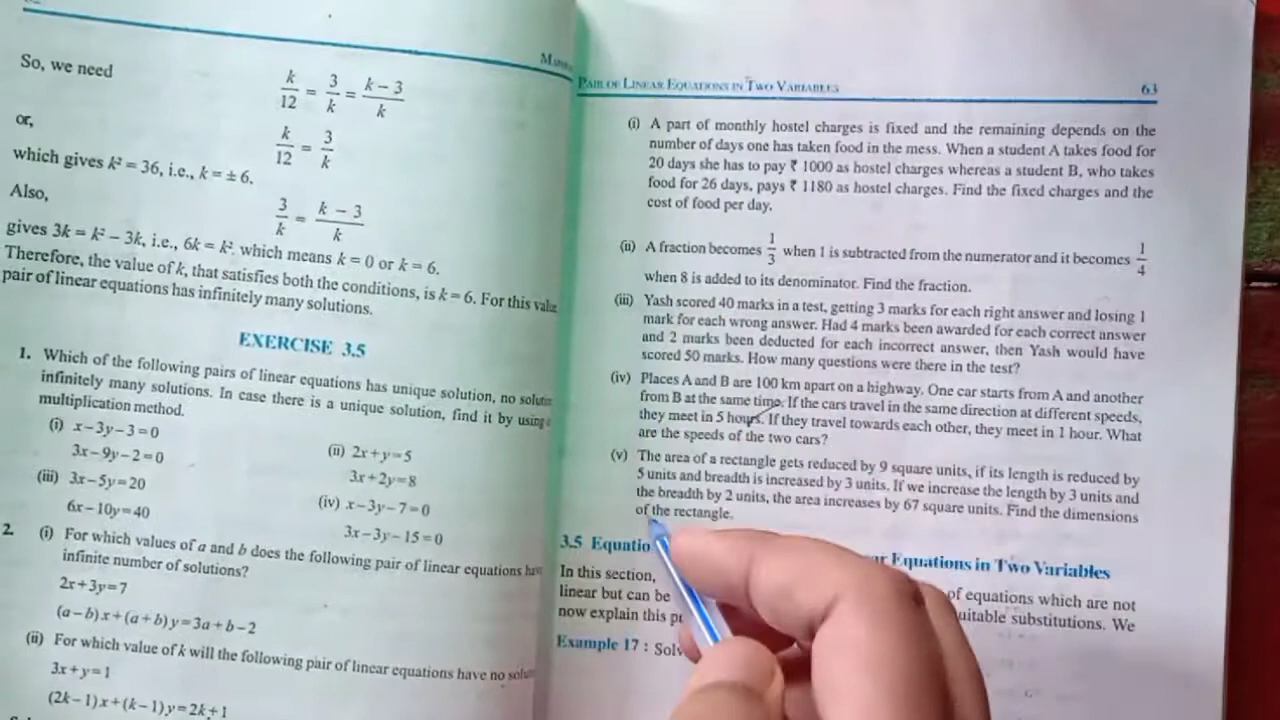 So, we need
k/12 = 3/k = k – 3/k
or,
k/12 = 3/k
which gives k² = 36, i.e., k = ± 6.
Also,
3/k = k – 3/k
gives 3k = k² – 3k, i.e., 6k = k², which means k = 0 or k = 6.
Therefore, the value of k, that satisfies both the conditions, is k = 6. For this
pair of linear equations has infinitely many solutions.
EXERCISE 3.5
1. Which of the following pairs of linear equations has unique solution, no
infinitely many solutions. In case there is a unique solution, find it by using
multiplication method.
(i) x – 3y – 3 = 0
3x – 9y – 2 = 0
(ii) 2x + y = 5
3x + 2y = 8
(iii) 3x – 5y = 20
6x – 10y = 40
(iv) x – 3y – 7 = 0
3x – 3y – 15 = 0
2. (i) For which values of a and b does the following pair of linear equations
infinite number of solutions?
2x + 3y = 7
(a – b) x + (a + b) y = 3a + b – 2
(ii) For which value of k will the following pair of linear equations have no
3x + y = 1
(2k – 1) x + (k – 1) y = 2k + 1
PAIR OF LINEAR EQUATIONS IN TWO VARIABLES 63
(i) A part of monthly hostel charges is fixed and the remaining depends on the
number of days one has taken food in the mess. When a student A takes food for
20 days she has to pay ₹ 1000 as hostel charges whereas a student B, who takes
food for 26 days, pays ₹ 1180 as hostel charges. Find the fixed charges and the
cost of food per day.
(ii) A fraction becomes 1/3 when 1 is subtracted from the numerator and it becomes 1/4
when 8 is added to its denominator. Find the fraction.
(iii) Yash scored 40 marks in a test, getting 3 marks for each right answer and losing 1
mark for each wrong answer. Had 4 marks been awarded for each correct answer
and 2 marks been deducted for each incorrect answer, then Yash would have
scored 50 marks. How many questions were there in the test?
(iv) Places A and B are 100 km apart on a highway. One car starts from A and another
from B at the same time. If the cars travel in the same direction at different speeds,
they meet in 5 hours. If they travel towards each other, they meet in 1 hour. What
are the speeds of the two cars?
(v) The area of a rectangle gets reduced by 9 square units, if its length is reduced by
5 units and breadth is increased by 3 units. If we increase the length by 3 units and
the breadth by 2 units, the area increases by 67 square units. Find the dimensions
of the rectangle.
3.5 Equations in Two Variables
In this section, of equations which are not
linear but can be suitable substitutions. We
now explain this
Example 17 :